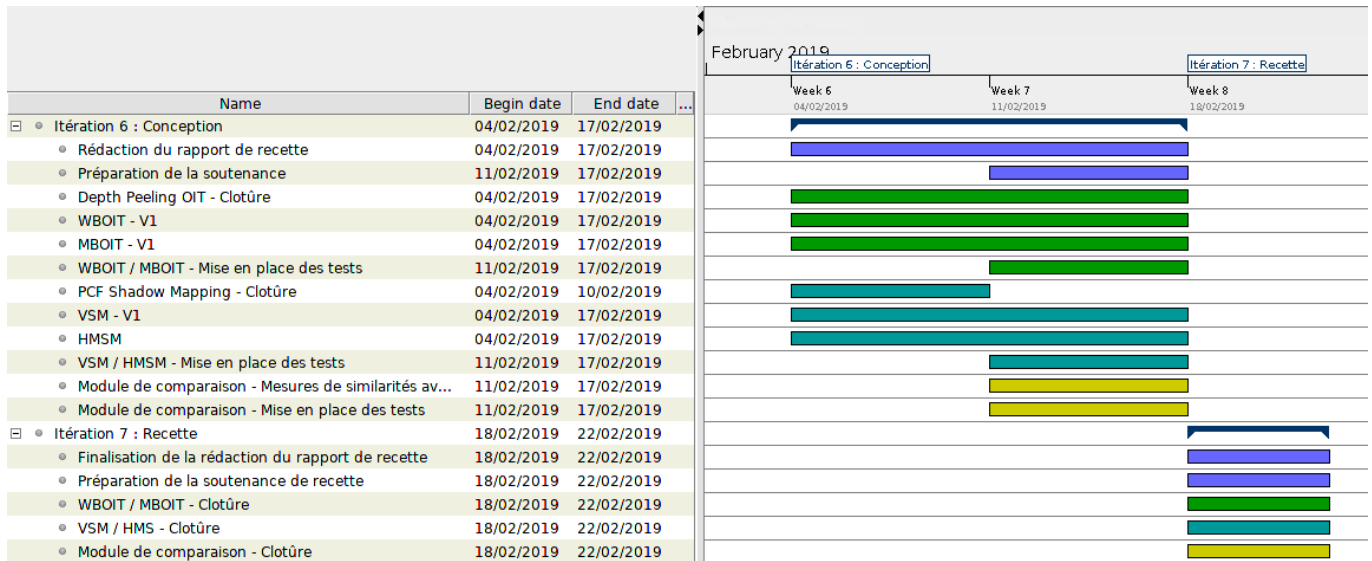 February 2019
Itération 6 : Conception
Itération 7 : Recette
Week 6
Week 7
Week 8
04/02/2019
11/02/2019
18/02/2019
Name Begin date End date ...
Itération 6 : Conception 04/02/2019 17/02/2019
Rédaction du rapport de recette 04/02/2019 17/02/2019
Préparation de la soutenance 11/02/2019 17/02/2019
Depth Peeling OIT - Clotûre 04/02/2019 17/02/2019
WBOIT - V1 04/02/2019 17/02/2019
MBOIT - V1 04/02/2019 17/02/2019
WBOIT / MBOIT - Mise en place des tests 11/02/2019 17/02/2019
PCF Shadow Mapping - Clotûre 04/02/2019 10/02/2019
VSM - V1 04/02/2019 17/02/2019
HMSM 04/02/2019 17/02/2019
VSM / HMSM - Mise en place des tests 11/02/2019 17/02/2019
Module de comparaison - Mesures de similarités av... 11/02/2019 17/02/2019
Module de comparaison - Mise en place des tests 11/02/2019 17/02/2019
Itération 7 : Recette 18/02/2019 22/02/2019
Finalisation de la rédaction du rapport de recette 18/02/2019 22/02/2019
Préparation de la soutenance de recette 18/02/2019 22/02/2019
WBOIT / MBOIT - Clotûre 18/02/2019 22/02/2019
VSM / HMS - Clotûre 18/02/2019 22/02/2019
Module de comparaison - Clotûre 18/02/2019 22/02/2019